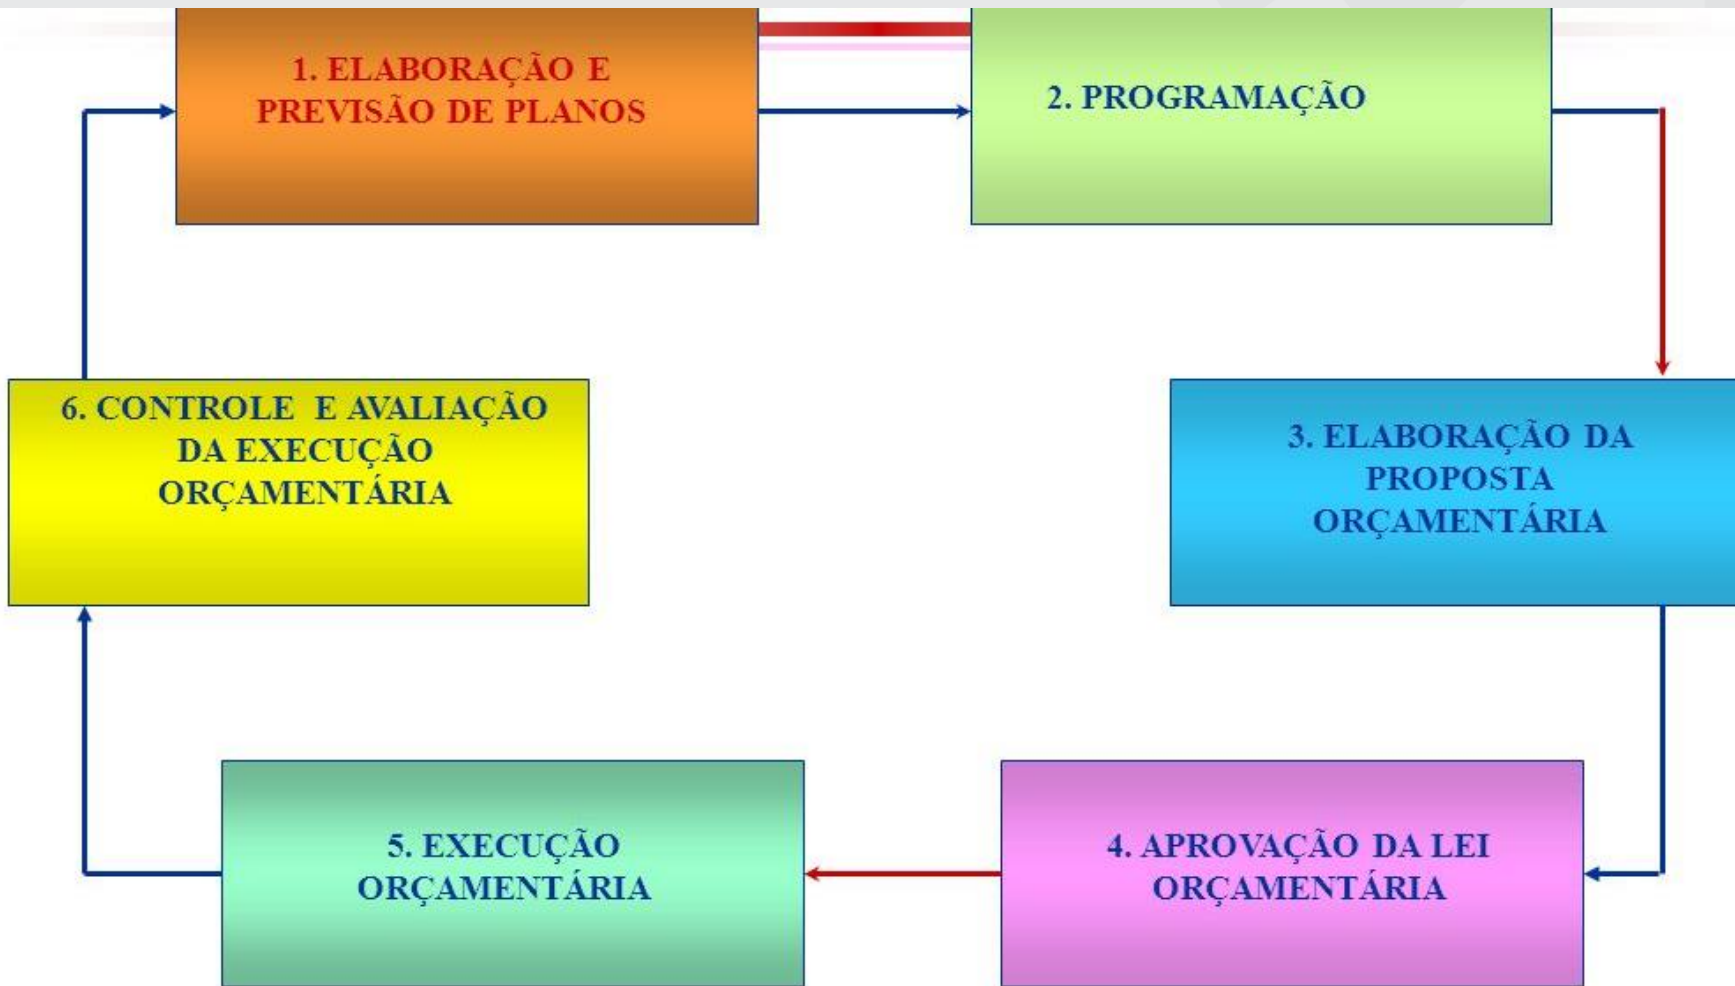 1. ELABORAÇÃO E
PREVISÃO DE PLANOS
2. PROGRAMAÇÃO
3. ELABORAÇÃO DA
PROPOSTA
ORÇAMENTÁRIA
4. APROVAÇÃO DA LEI
ORÇAMENTÁRIA
5. EXECUÇÃO
ORÇAMENTÁRIA
6. CONTROLE E AVALIAÇÃO
DA EXECUÇÃO
ORÇAMENTÁRIA